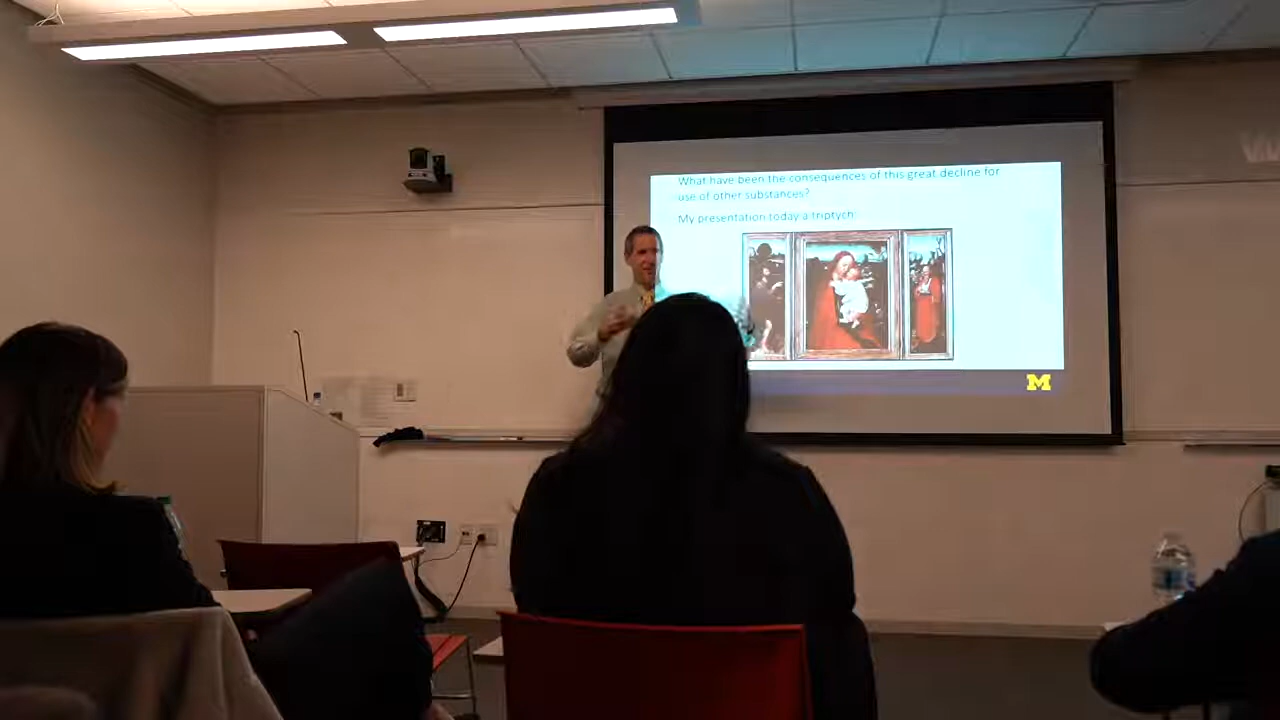 What have been the consequences of this great decline for
use of other substances?
My presentation today a triptych:
M